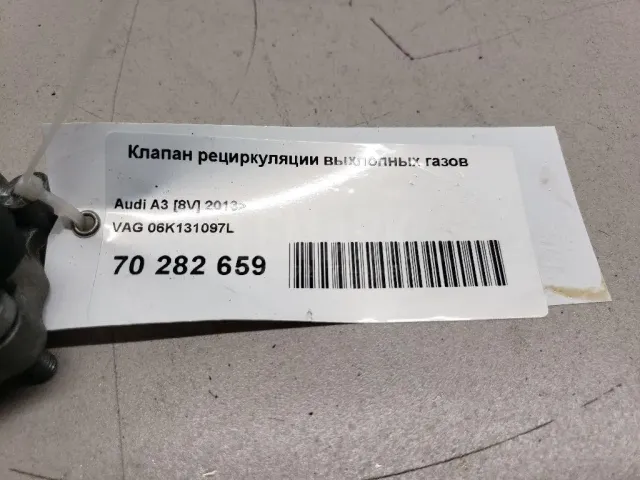 Клапан рециркуляции выхлопных газов
Audi A3 [8V] 2013>
VAG 06K131097L
70 282 659